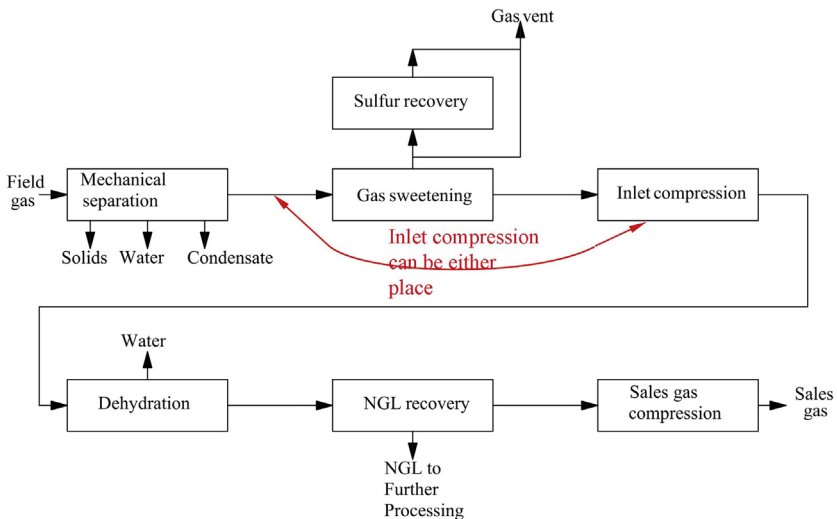 Gas vent
Sulfur recovery
Field
gas
Mechanical
separation
Gas sweetening
Inlet compression
Solids
Water
Condensate
Inlet compression
can be either
place
Water
Dehydration
NGL recovery
Sales gas
compression
Sales
gas
NGL to
Further
Processing